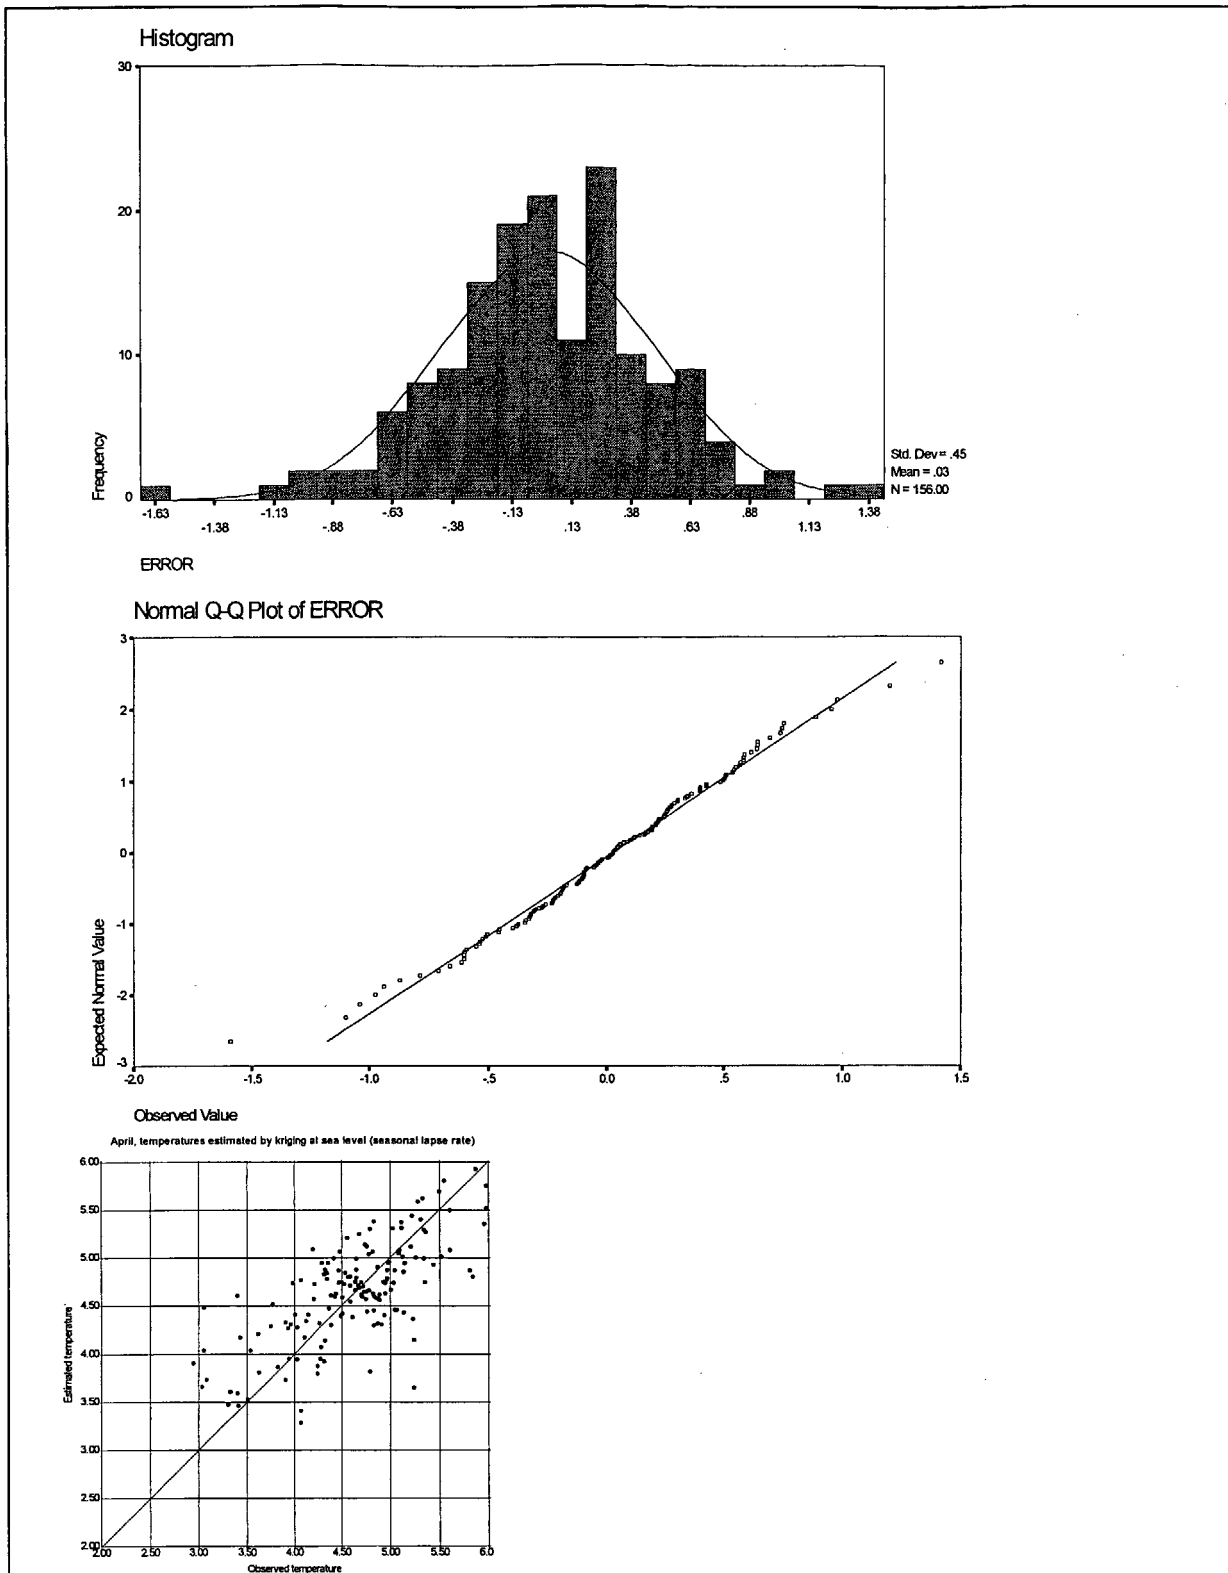 Histogram
30
20
10
0
Frequency
-1.63 -1.13 -.63 -.13 .38 .88 1.38
-1.38 -.88 -.38 .13 .63 1.13
Std. Dev = .45
Mean = .03
N = 156.00
ERROR
Normal Q-Q Plot of ERROR
3
2
1
0
-1
-2
-3
Expected Normal Value
-2.0 -1.5 -1.0 -.5 0.0 .5 1.0 1.5
Observed Value
April, temperatures estimated by kriging at sea level (seasonal lapse rate)
6.00
5.50
5.00
4.50
4.00
3.50
3.00
2.50
2.00
Estimated temperature
2.00 2.50 3.00 3.50 4.00 4.50 5.00 5.50 6.0
Observed temperature